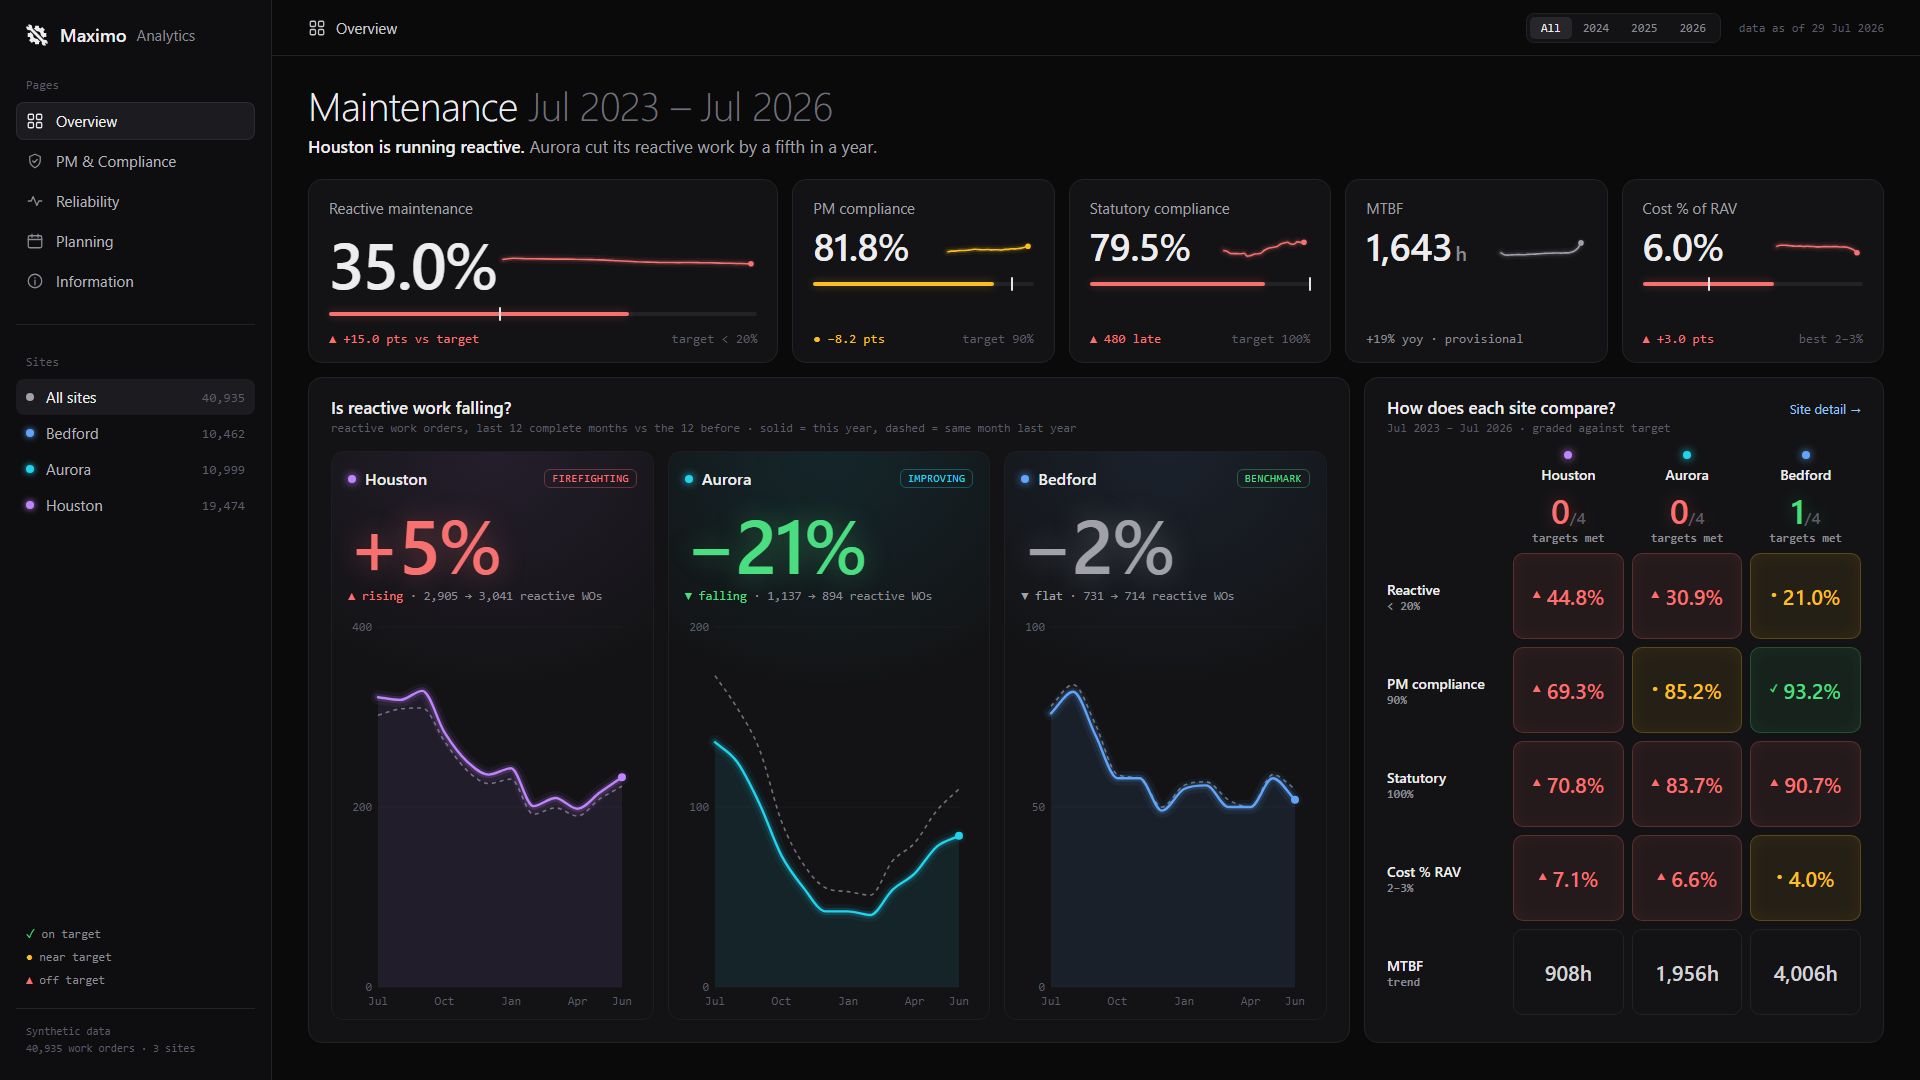 Maximo Analytics
Pages
Overview
PM & Compliance
Reliability
Planning
Information
Sites
All sites 40,935
Bedford 10,462
Aurora 10,999
Houston 19,474
✓ on target
● near target
▲ off target
Synthetic data
40,935 work orders · 3 sites
Overview
All 2024 2025 2026 data as of 29 Jul 2026
Maintenance Jul 2023 – Jul 2026
Houston is running reactive. Aurora cut its reactive work by a fifth in a year.
Reactive maintenance
35.0%
▲ +15.0 pts vs target target < 20%
PM compliance
81.8%
● −8.2 pts target 90%
Statutory compliance
79.5%
▲ 480 late target 100%
MTBF
1,643 h
+19% yoy · provisional
Cost % of RAV
6.0%
▲ +3.0 pts best 2–3%
Is reactive work falling?
reactive work orders, last 12 complete months vs the 12 before · solid = this year, dashed = same month last year
Houston FIREFIGHTING
+5%
▲ rising · 2,905 → 3,041 reactive WOs
400
200
0
Jul Oct Jan Apr Jun
Aurora IMPROVING
−21%
▼ falling · 1,137 → 894 reactive WOs
200
100
0
Jul Oct Jan Apr Jun
Bedford BENCHMARK
−2%
▼ flat · 731 → 714 reactive WOs
100
50
0
Jul Oct Jan Apr Jun
How does each site compare? Site detail →
Jul 2023 – Jul 2026 · graded against target
Houston Aurora Bedford
0/4 0/4 1/4
targets met targets met targets met
Reactive
< 20%
▲ 44.8% ▲ 30.9% • 21.0%
PM compliance
90%
▲ 69.3% • 85.2% ✓ 93.2%
Statutory
100%
▲ 70.8% ▲ 83.7% ▲ 90.7%
Cost % RAV
2–3%
▲ 7.1% ▲ 6.6% • 4.0%
MTBF
trend
908h 1,956h 4,006h